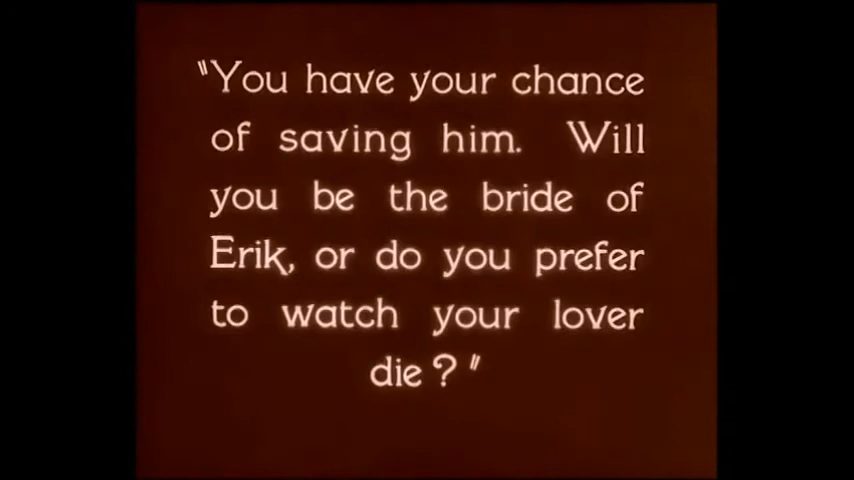 "You have your chance
of saving him. Will
you be the bride of
Erik, or do you prefer
to watch your lover
die?"